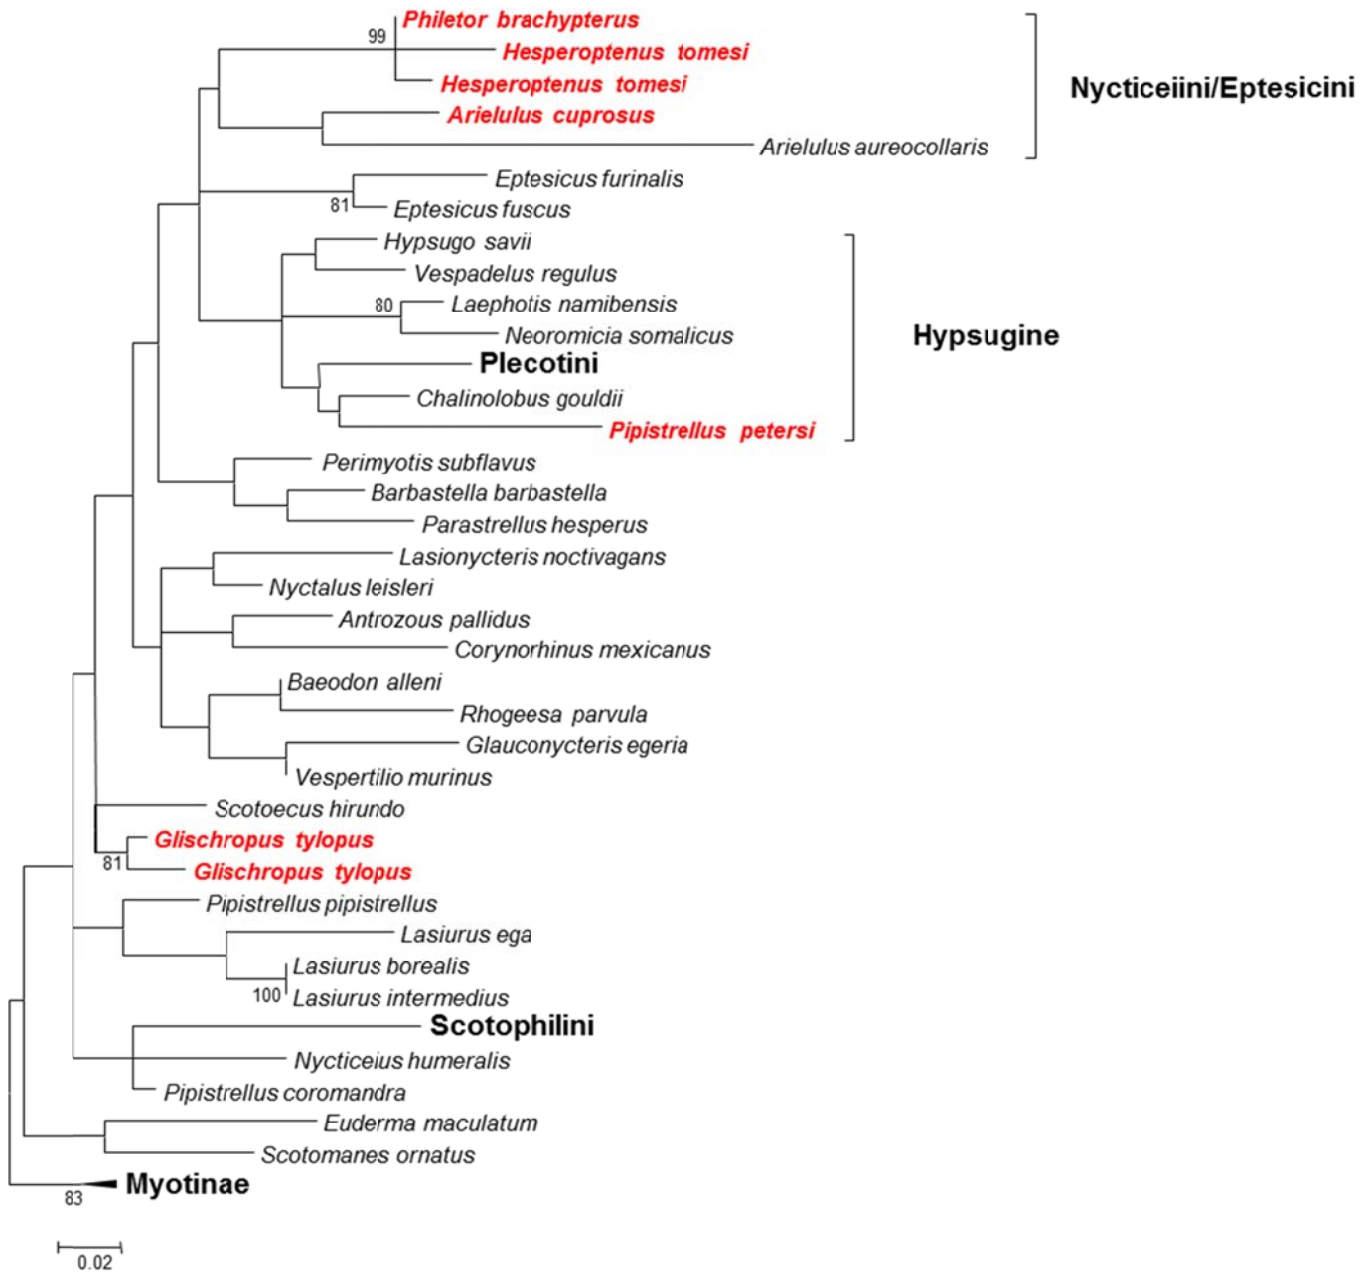 Philetor brachypterus
99
Hesperoptenus tomesi
Hesperoptenus tomesi
Nycticeiini/Eptesicini
Arielulus cuprosus
Arielulus aureocollaris
Eptesicus furinalis
81
Eptesicus fuscus
Hypsugo savii
Vespadelus regulus
80
Laephotis namibensis
Neoromicia somalicus
Hypsugine
Plecotini
Chalinolobus gouldii
Pipistrellus petersi
Perimyotis subflavus
Barbastella barbastella
Parastrellus hesperus
Lasionycteris noctivagans
Nyctalus leisleri
Antrozous pallidus
Corynorhinus mexicanus
Baeodon alleni
Rhogeesa parvula
Glauconycteris egeria
Vespertilio murinus
Scotoecus hirundo
Glischropus tylopus
81
Glischropus tylopus
Pipistrellus pipistrellus
Lasiurus ega
Lasiurus borealis
100
Lasiurus intermedius
Scotophilini
Nycticeius humeralis
Pipistrellus coromandra
Euderma maculatum
Scotomanes ornatus
Myotinae
83
0.02